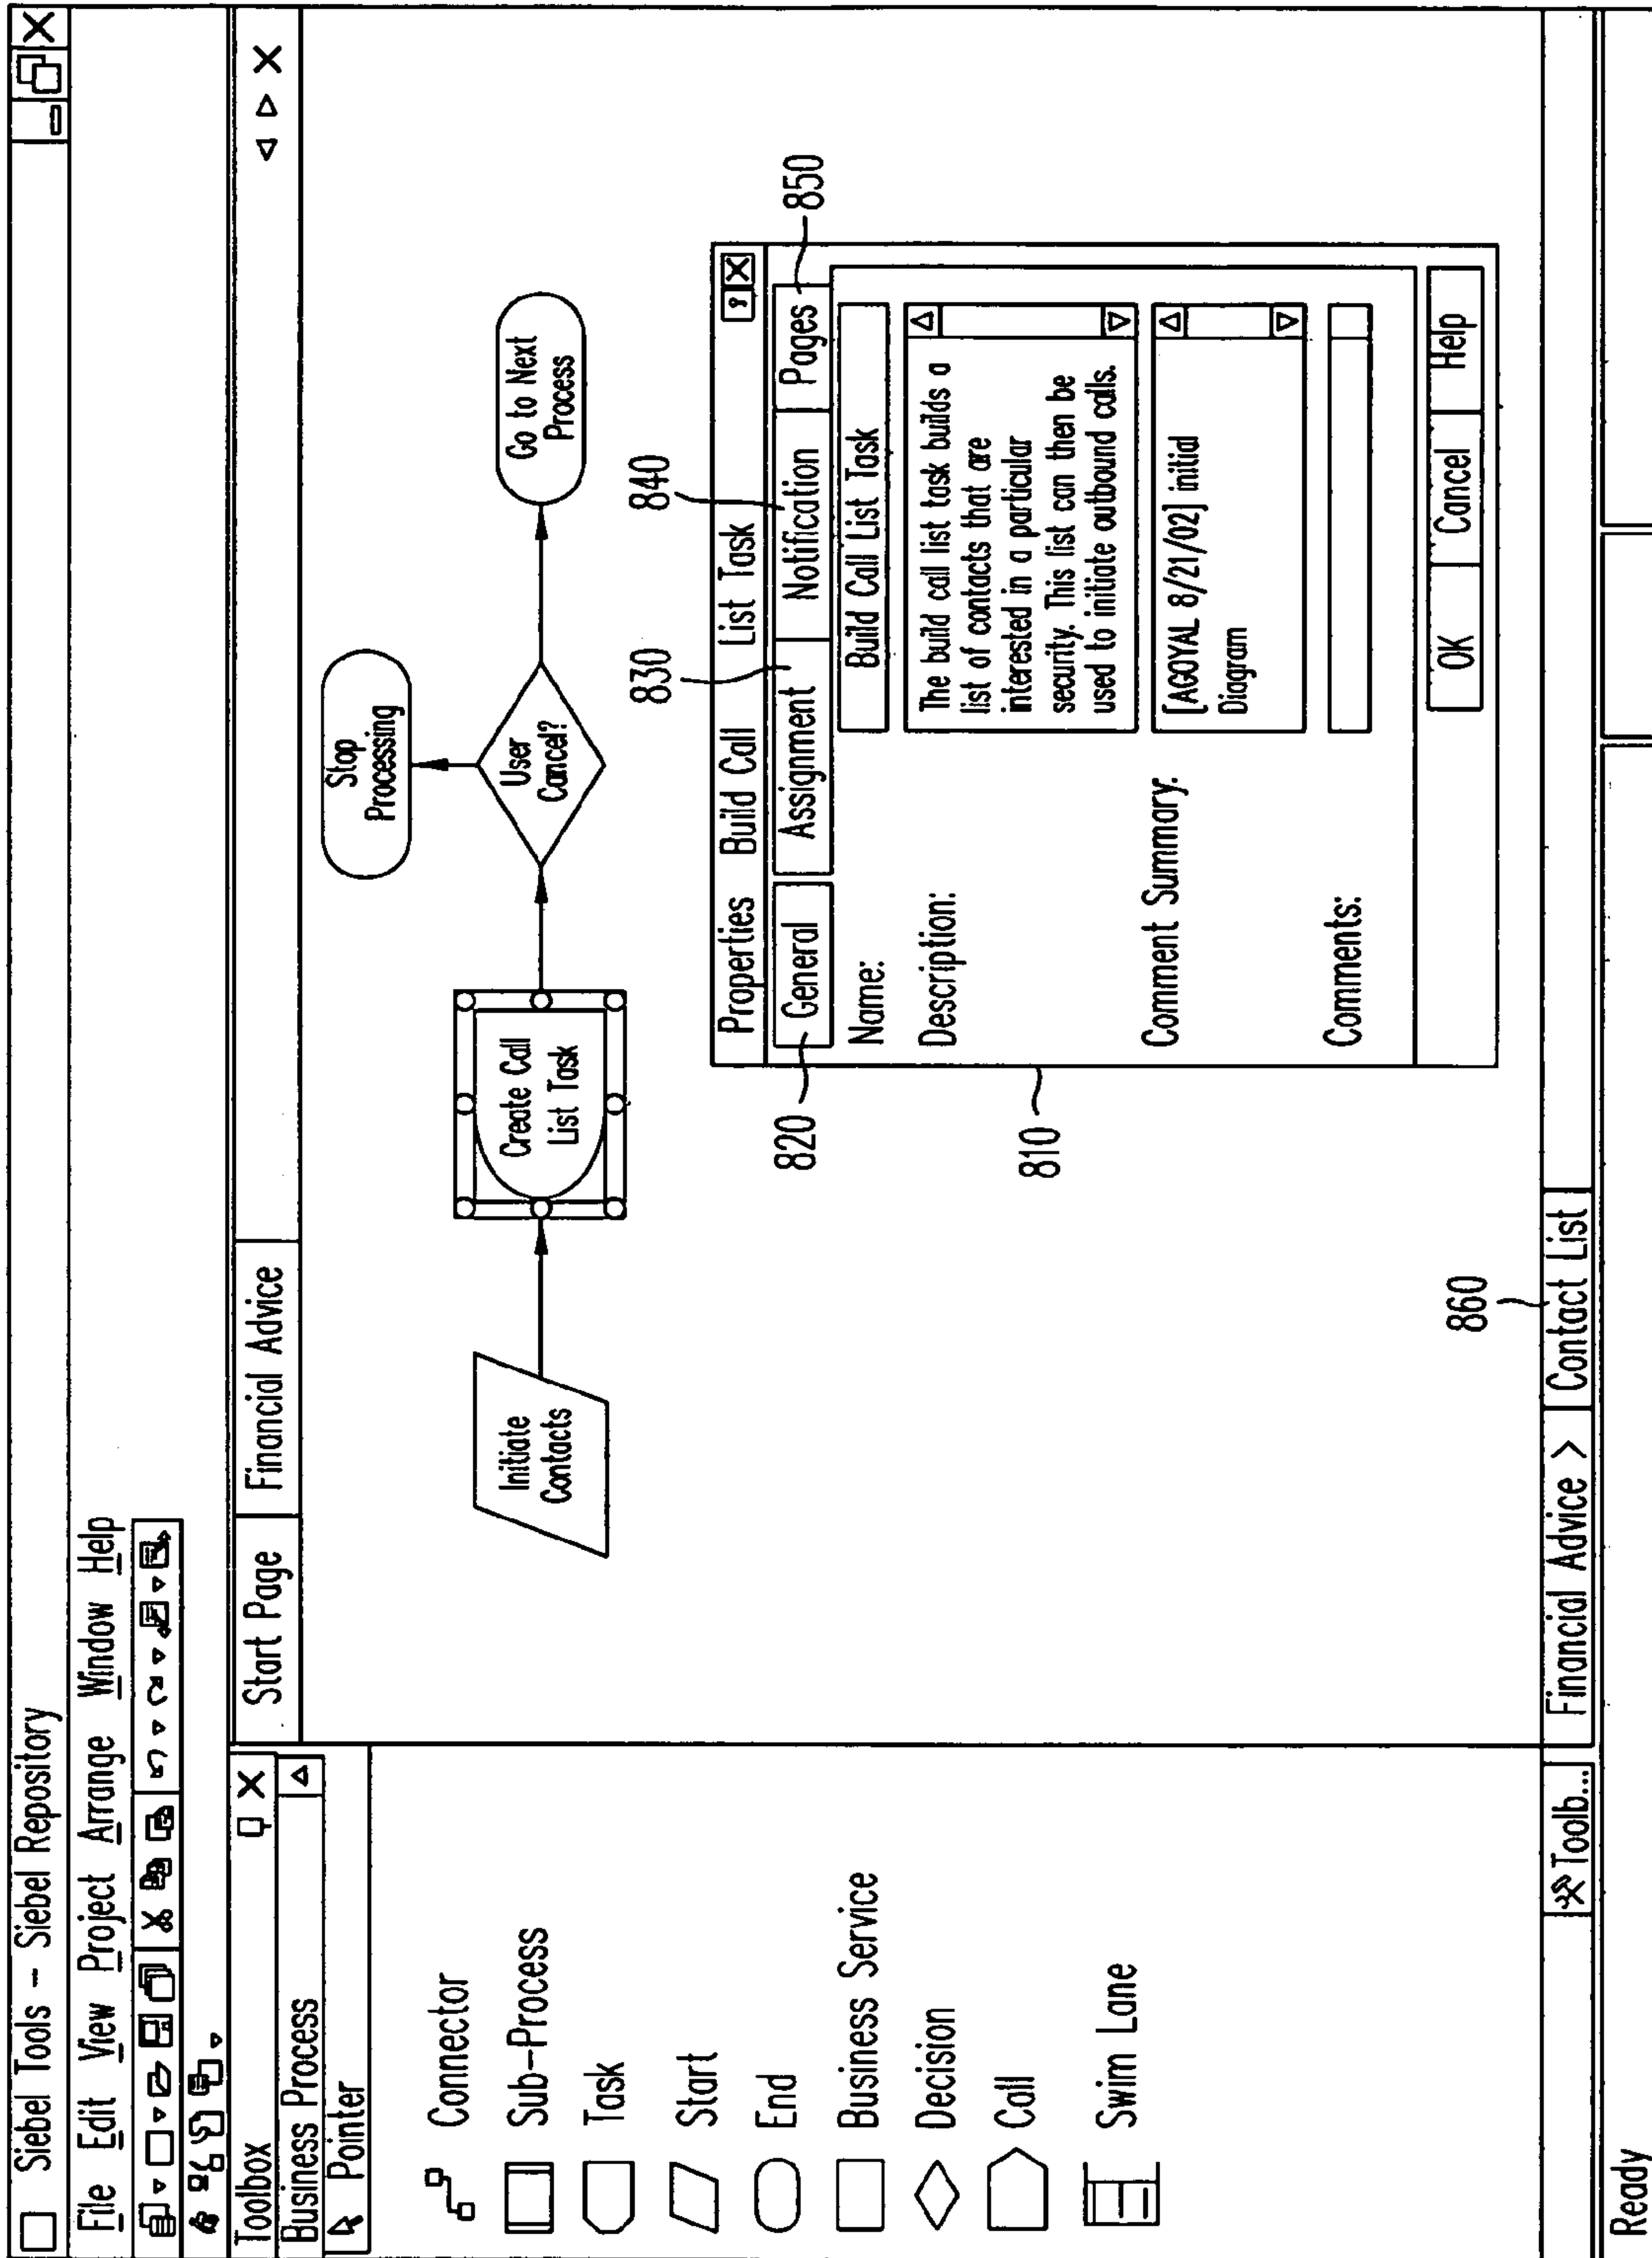 Siebel Tools - Siebel Repository
File Edit View Project Arrange Window Help
Toolbox
Business Process
Pointer
Connector
Sub-Process
Task
Start
End
Business Service
Decision
Call
Swim Lane
Toolb...
Start Page
Financial Advice
Initiate
Contacts
Create Call
List Task
User
Cancel?
Stop
Processing
Go to Next
Process
Properties Build Call List Task
General
Assignment
Notification
Pages
Name:
Build Call List Task
Description:
The build call list task builds a
list of contacts that are
interested in a particular
security. This list can then be
used to initiate outbound calls.
Comment Summary:
[AGOYAL 8/21/02] initial
Diagram
Comments:
OK
Cancel
Help
810
820
830
840
850
860
Financial Advice >
Contact List
Ready